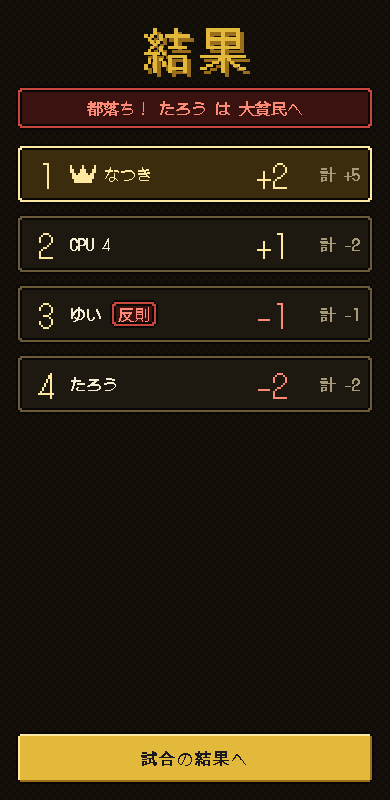 結果
都落ち！ たろう は 大貧民へ
1 なつき +2 計 +5
2 CPU 4 +1 計 -2
3 ゆい 反則 -1 計 -1
4 たろう -2 計 -2
試合の結果へ